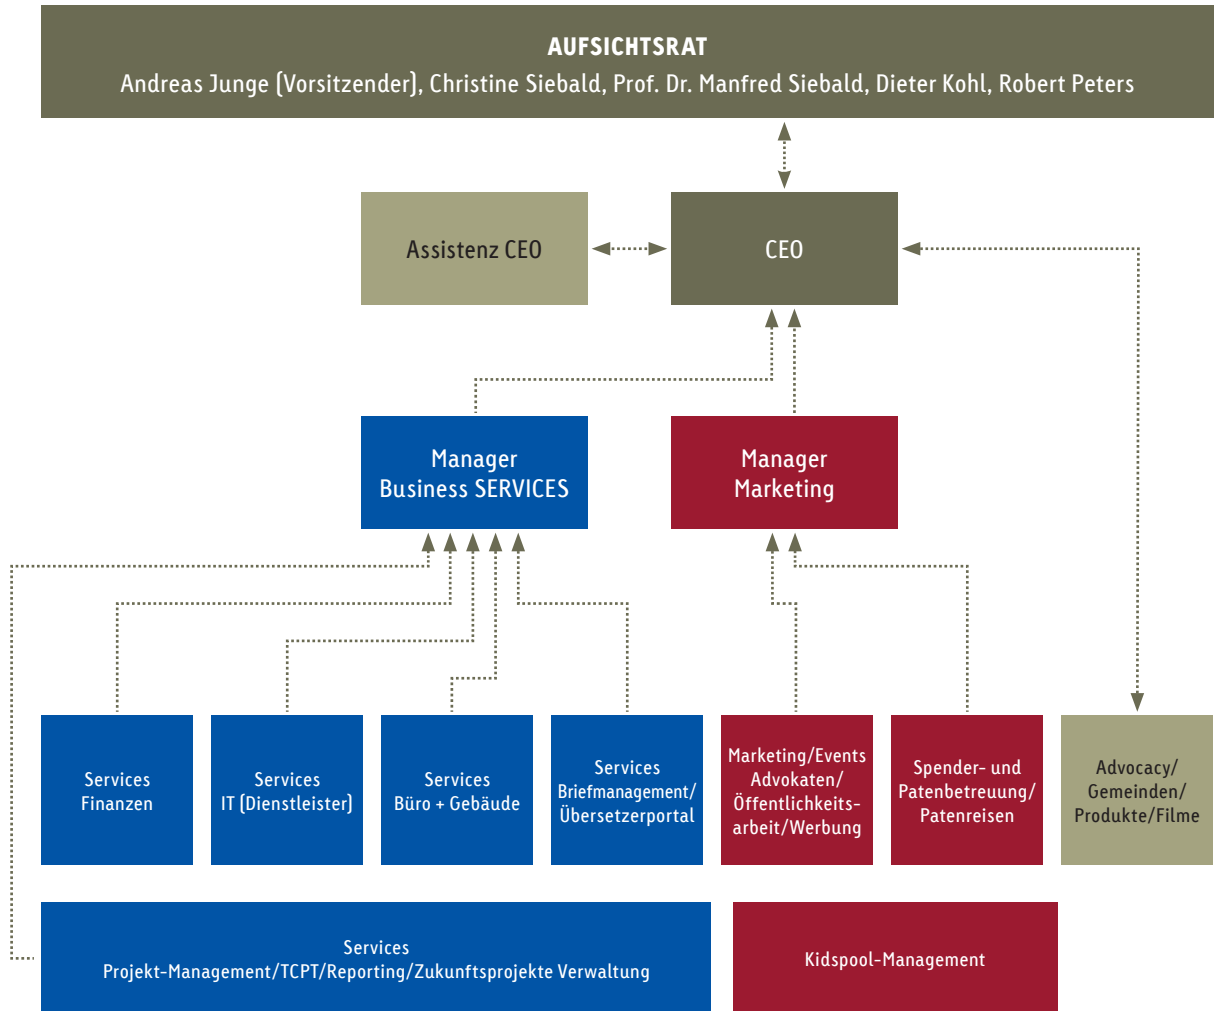 AUFSICHTSRAT
Andreas Junge (Vorsitzender), Christine Siebald, Prof. Dr. Manfred Siebald, Dieter Kohl, Robert Peters
Assistenz CEO
CEO
Manager
Business SERVICES
Manager
Marketing
Services
Finanzen
Services
IT (Dienstleister)
Services
Büro + Gebäude
Services
Briefmanagement/
Übersetzerportal
Marketing/Events
Advokaten/
Öffentlichkeits-
arbeit/Werbung
Spender- und
Patenbetreuung/
Patenreisen
Advocacy/
Gemeinden/
Produkte/Filme
Services
Projekt-Management/TCPT/Reporting/Zukunftsprojekte Verwaltung
Kidspool-Management